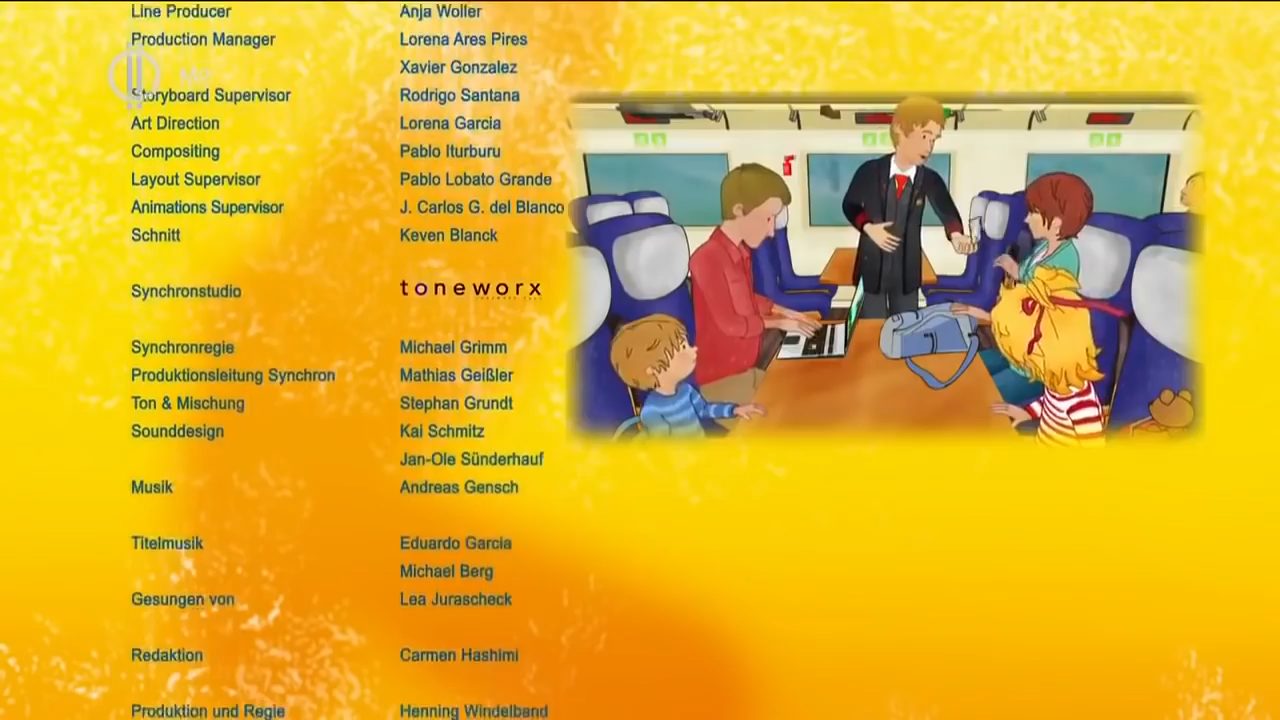 Line Producer Anja Woller
Production Manager Lorena Ares Pires
Xavier Gonzalez
M2
Storyboard Supervisor Rodrigo Santana
Art Direction Lorena Garcia
Compositing Pablo Iturburu
Layout Supervisor Pablo Lobato Grande
Animations Supervisor J. Carlos G. del Blanco
Schnitt Keven Blanck
Synchronstudio toneworx
Synchronregie Michael Grimm
Produktionsleitung Synchron Mathias Geißler
Ton & Mischung Stephan Grundt
Sounddesign Kai Schmitz
Jan-Ole Sünderhauf
Musik Andreas Gensch
Titelmusik Eduardo Garcia
Michael Berg
Gesungen von Lea Jurascheck
Redaktion Carmen Hashimi
Produktion und Regie Henning Windelband